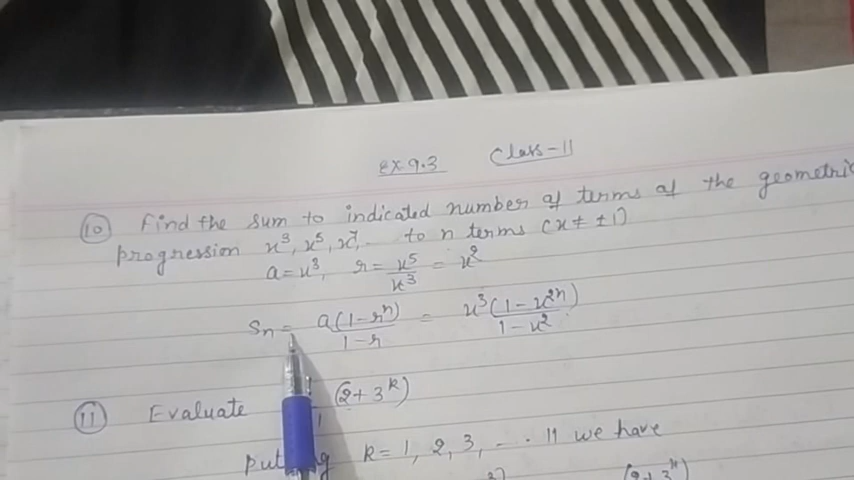 ex 9.3 Class-11
(10) Find the sum to indicated number of terms of the geometric
progression x³, x⁵, x⁷,.. to n terms (x ≠ ±1)
a = x³, r = x⁵/x³ = x²
Sn = a(1-rⁿ)/1-r = x³(1-x²ⁿ)/1-x²
(11) Evaluate (2+3ᵏ)
putting k = 1, 2, 3, ... 11 we have